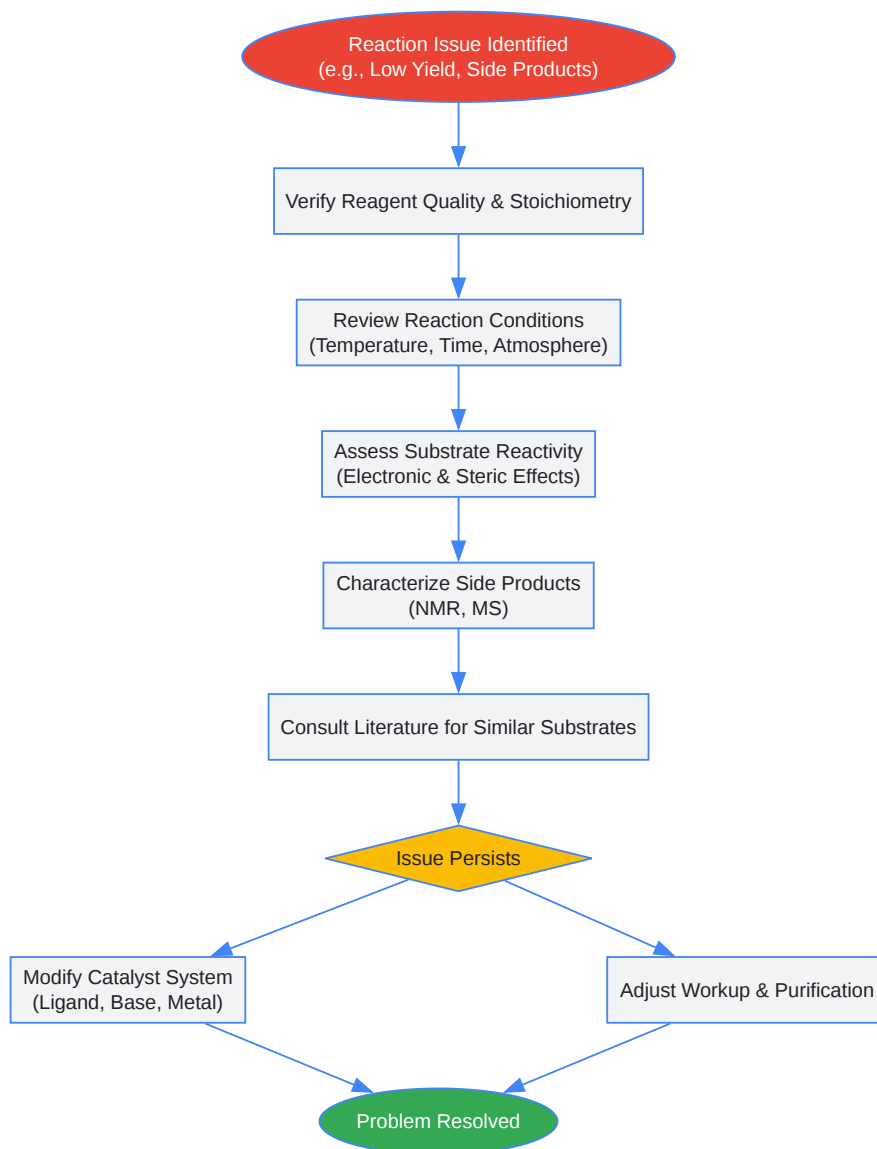 Reaction Issue Identified
(e.g., Low Yield, Side Products)
Verify Reagent Quality & Stoichiometry
Review Reaction Conditions
(Temperature, Time, Atmosphere)
Assess Substrate Reactivity
(Electronic & Steric Effects)
Characterize Side Products
(NMR, MS)
Consult Literature for Similar Substrates
Issue Persists
Modify Catalyst System
(Ligand, Base, Metal)
Adjust Workup & Purification
Problem Resolved